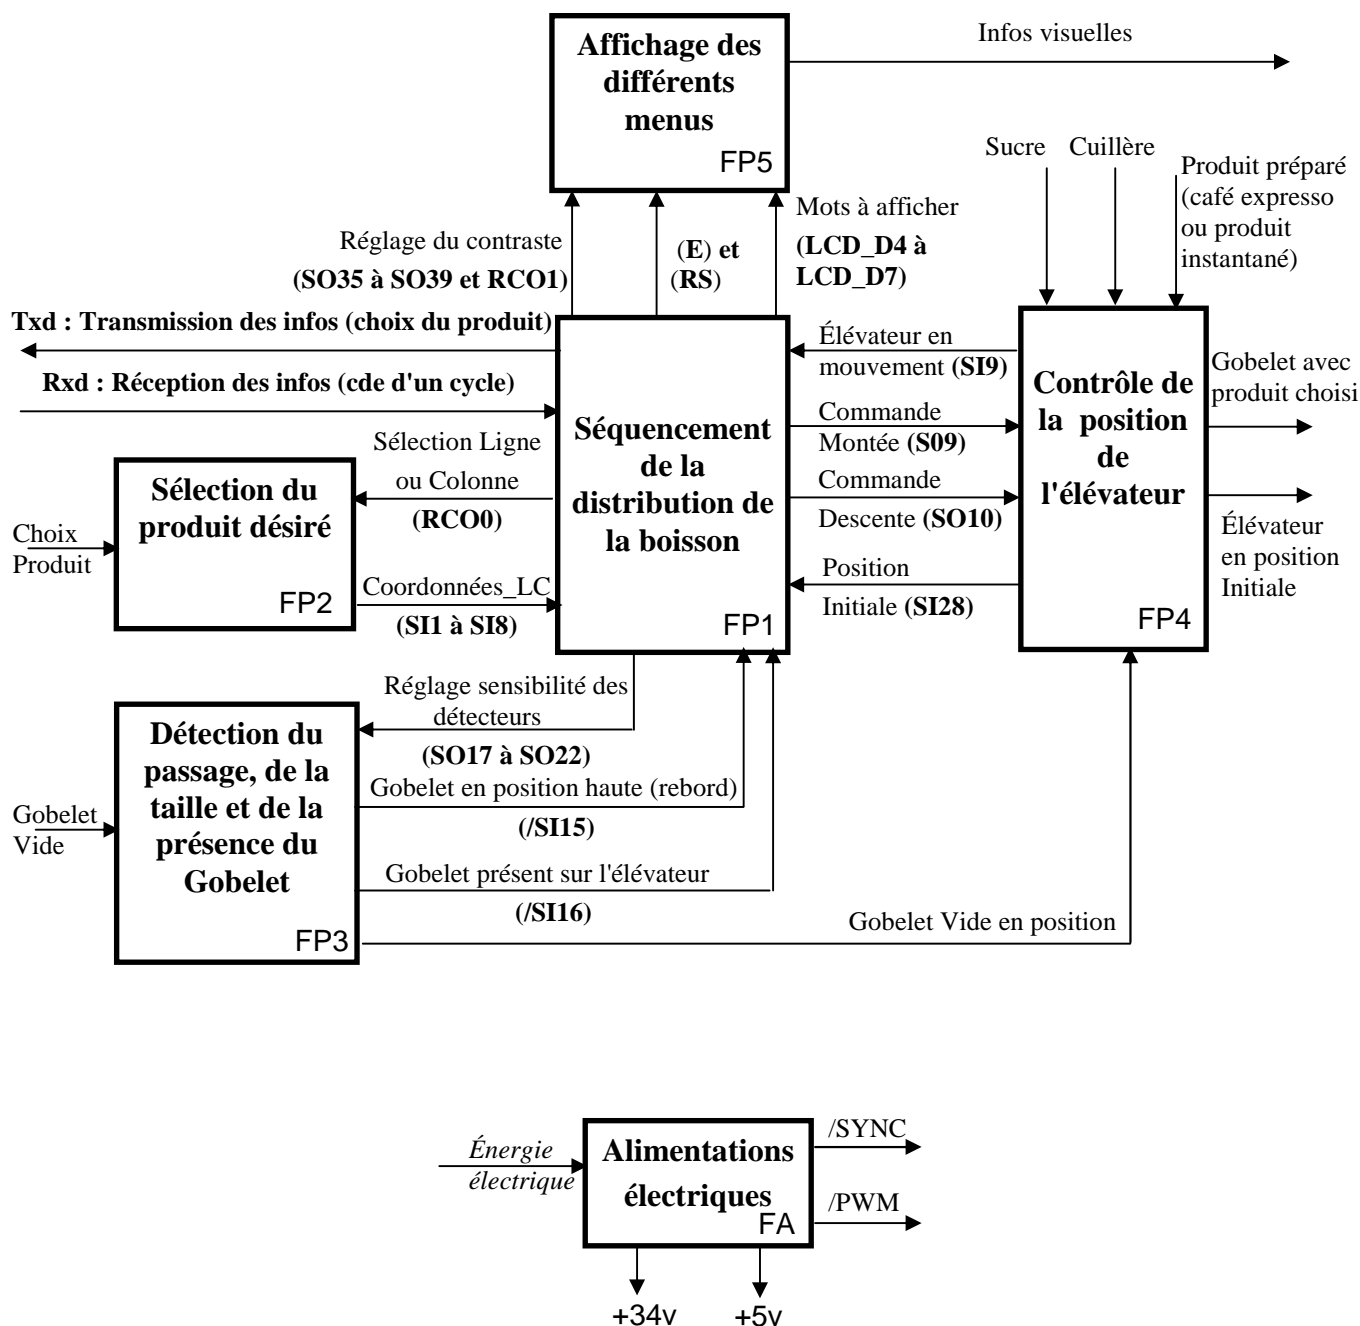 Affichage des
différents
menus
FP5
Infos visuelles
Sucre
Cuillère
Produit préparé
(café expresso
ou produit
instantané)
Réglage du contraste
(SO35 à SO39 et RCO1)
(E) et
(RS)
Mots à afficher
(LCD_D4 à
LCD_D7)
Txd : Transmission des infos (choix du produit)
Rxd : Réception des infos (cde d'un cycle)
Séquencement
de la
distribution de
la boisson
FP1
Élévateur en
mouvement (SI9)
Commande
Montée (S09)
Commande
Descente (SO10)
Position
Initiale (SI28)
Contrôle de
la position
de
l'élévateur
FP4
Gobelet avec
produit choisi
Élévateur
en position
Initiale
Sélection Ligne
ou Colonne
(RCO0)
Choix
Produit
Sélection du
produit désiré
FP2
Coordonnées_LC
(SI1 à SI8)
Réglage sensibilité des
détecteurs
(SO17 à SO22)
Gobelet
Vide
Détection du
passage, de la
taille et de la
présence du
Gobelet
FP3
Gobelet en position haute (rebord)
(/SI15)
Gobelet présent sur l'élévateur
(/SI16)
Gobelet Vide en position
Énergie
électrique
Alimentations
électriques
FA
/SYNC
/PWM
+34v
+5v